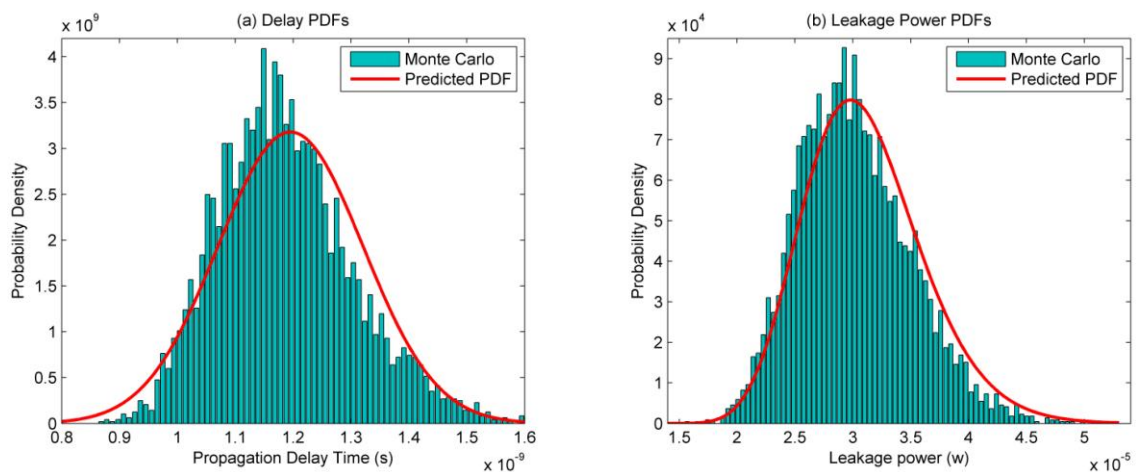 (a) Delay PDFs
x 10^9
Monte Carlo
Predicted PDF
4
3.5
3
2.5
2
1.5
1
0.5
0
Probability Density
0.8 0.9 1 1.1 1.2 1.3 1.4 1.5 1.6
Propagation Delay Time (s)
x 10^-9
(b) Leakage Power PDFs
x 10^4
Monte Carlo
Predicted PDF
9
8
7
6
5
4
3
2
1
0
Probability Density
1.5 2 2.5 3 3.5 4 4.5 5
Leakage power (w)
x 10^-5